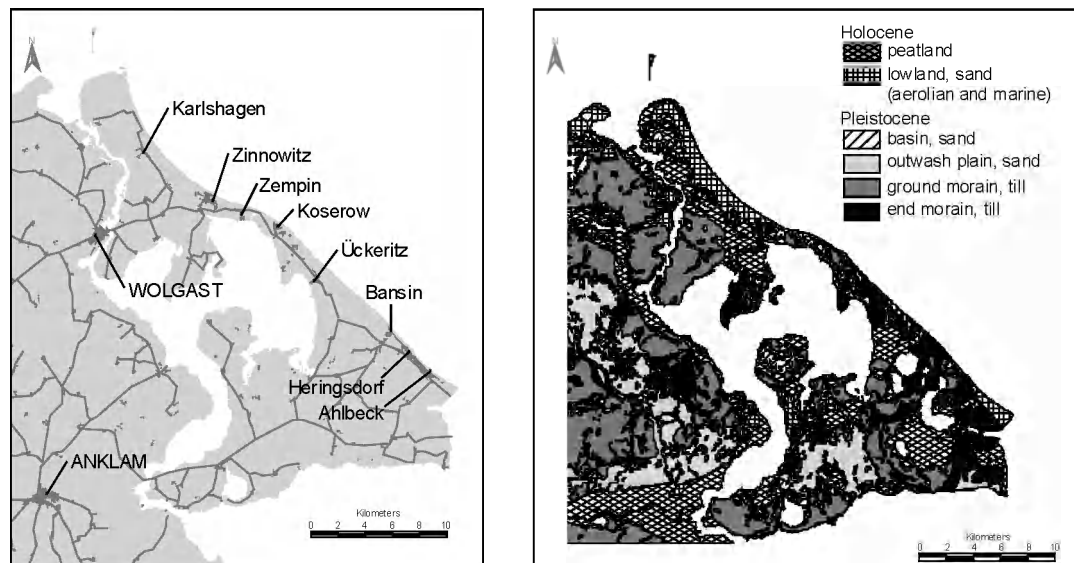 N
Karlshagen
Zinnowitz
Zempin
Koserow
Ückeritz
WOLGAST
Bansin
Heringsdorf
Ahlbeck
ANKLAM
Kilometers
0 2 4 6 8 10
N
Holocene
peatland
lowland, sand
(aerolian and marine)
Pleistocene
basin, sand
outwash plain, sand
ground morain, till
end morain, till
Kilometers
0 2 4 6 8 10